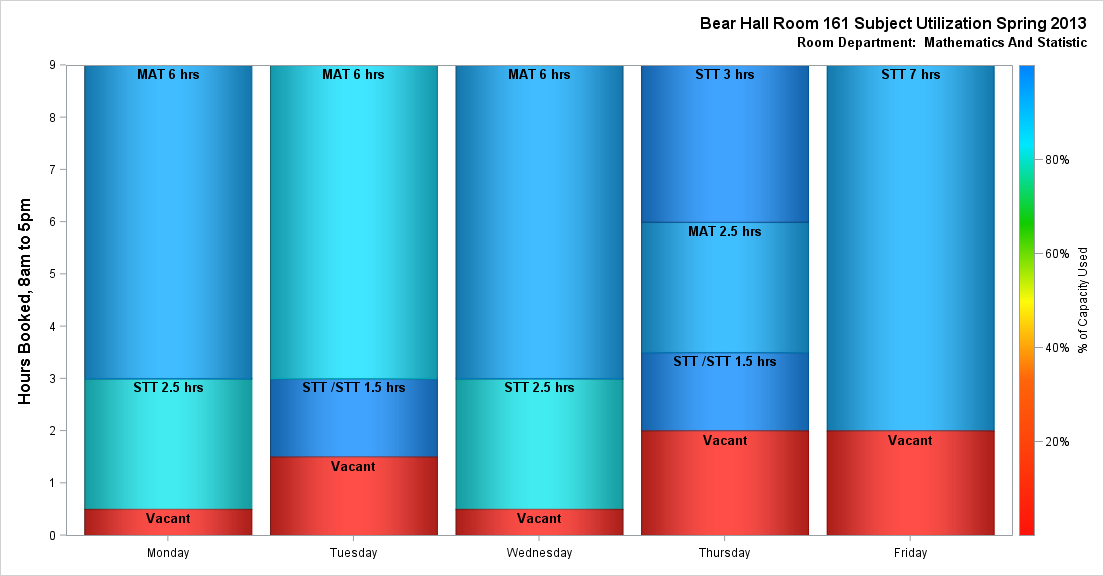 Bear Hall Room 161 Subject Utilization Spring 2013
Room Department: Mathematics And Statistic
Hours Booked, 8am to 5pm
9
8
7
6
5
4
3
2
1
0
MAT 6 hrs
STT 2.5 hrs
Vacant
MAT 6 hrs
STT /STT 1.5 hrs
Vacant
MAT 6 hrs
STT 2.5 hrs
Vacant
STT 3 hrs
MAT 2.5 hrs
STT /STT 1.5 hrs
Vacant
STT 7 hrs
Vacant
Monday
Tuesday
Wednesday
Thursday
Friday
80%
60%
40%
20%
% of Capacity Used